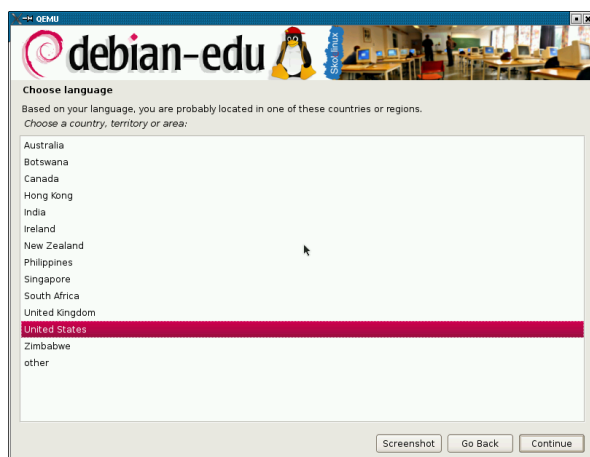 QEMU
debian-edu
Skolelinux
Choose language
Based on your language, you are probably located in one of these countries or regions.
Choose a country, territory or area:
Australia
Botswana
Canada
Hong Kong
India
Ireland
New Zealand
Philippines
Singapore
South Africa
United Kingdom
United States
Zimbabwe
other
Screenshot
Go Back
Continue